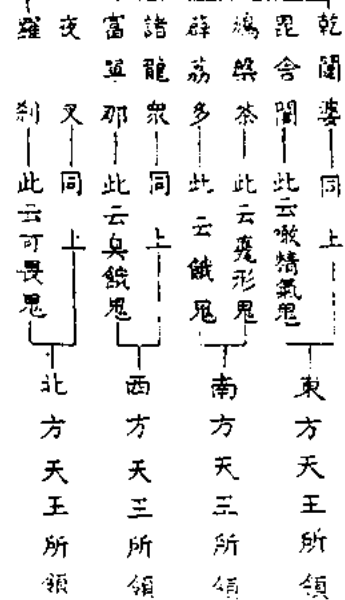 乾闥婆 同上
毘舍闍 此云噉精氣鬼
東方天王所領
鳩槃荼 此云甕形鬼
薜荔多 此云餓鬼
南方天王所領
諸龍衆 同上
富單那 此云臭餓鬼
西方天王所領
夜叉 同上
羅刹 此云可畏鬼
北方天王所領